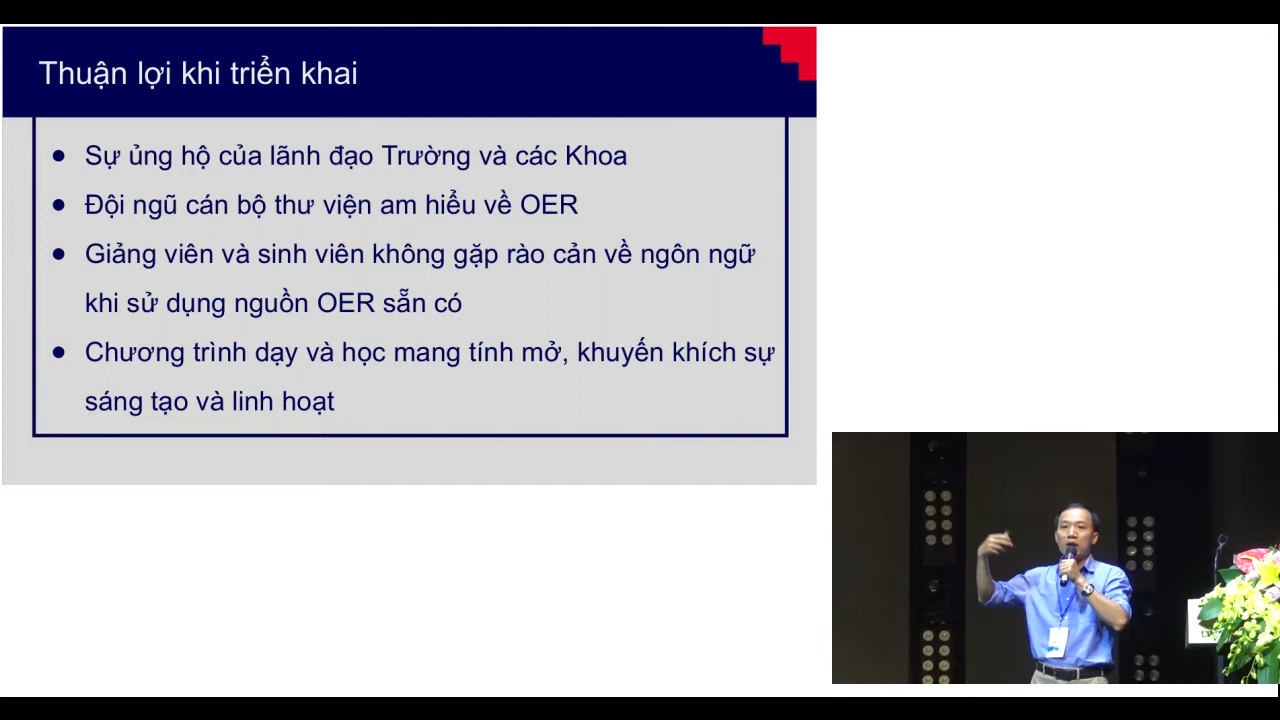 Thuận lợi khi triển khai
● Sự ủng hộ của lãnh đạo Trường và các Khoa
● Đội ngũ cán bộ thư viện am hiểu về OER
● Giảng viên và sinh viên không gặp rào cản về ngôn ngữ
khi sử dụng nguồn OER sẵn có
● Chương trình dạy và học mang tính mở, khuyến khích sự
sáng tạo và linh hoạt